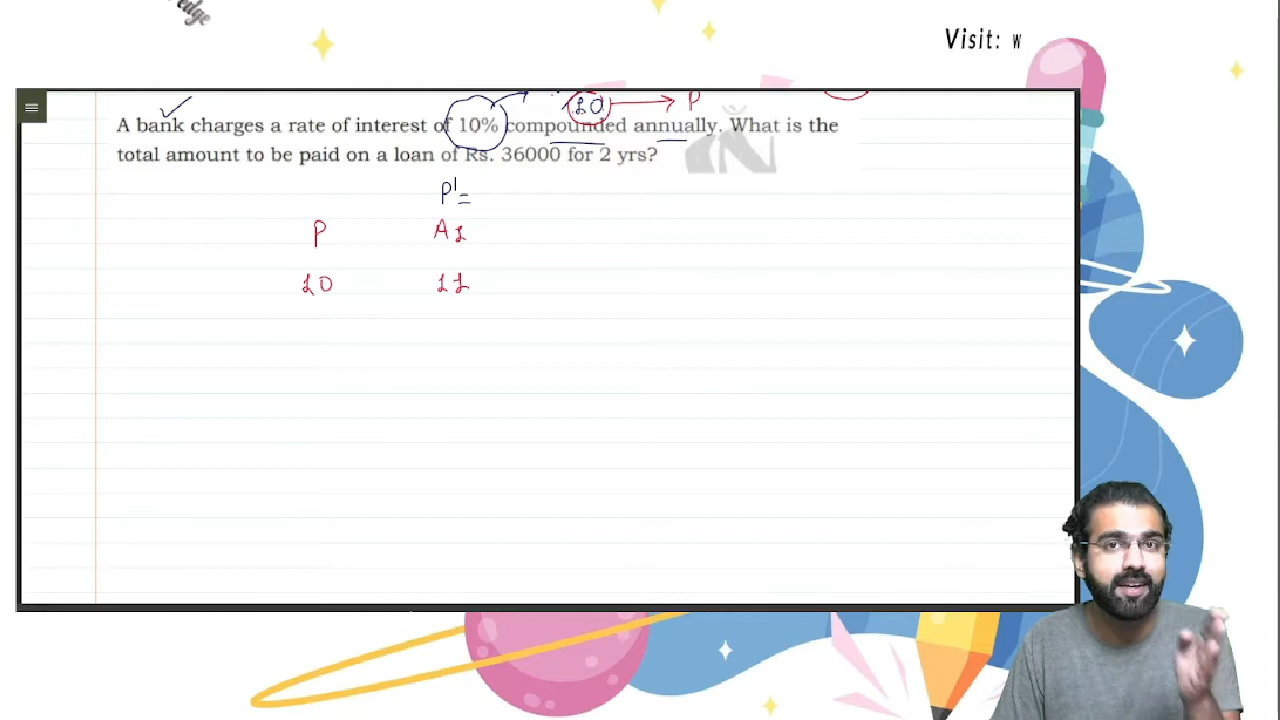 edge
Visit: w
10 → P
A bank charges a rate of interest of 10% compounded annually. What is the
total amount to be paid on a loan of Rs. 36000 for 2 yrs?
P' =
P A1
10 11